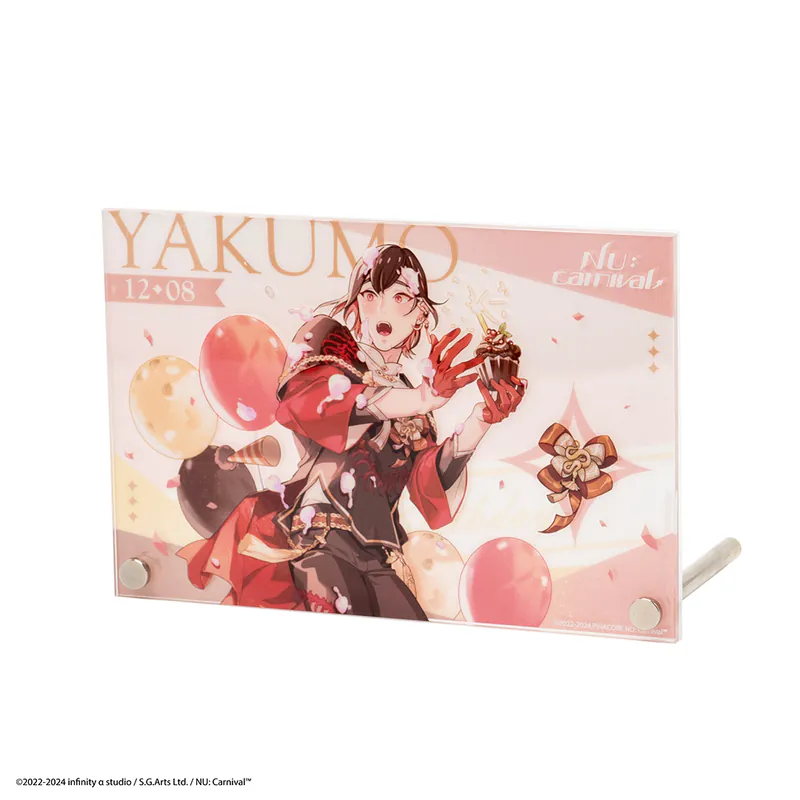 YAKUMO
12✦08
NU:
carnival
©2022-2024 infinity α studio / S.G.Arts Ltd. / NU: Carnival™